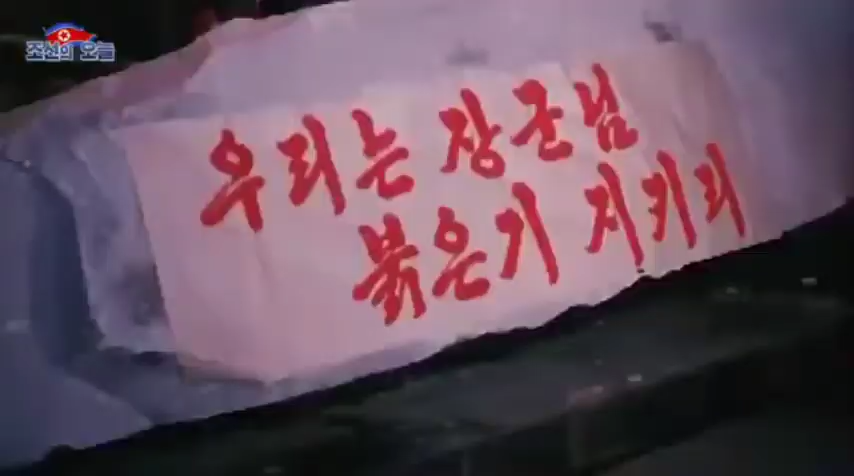 조선의 오늘
우리는 장군님
붉은기 지키리